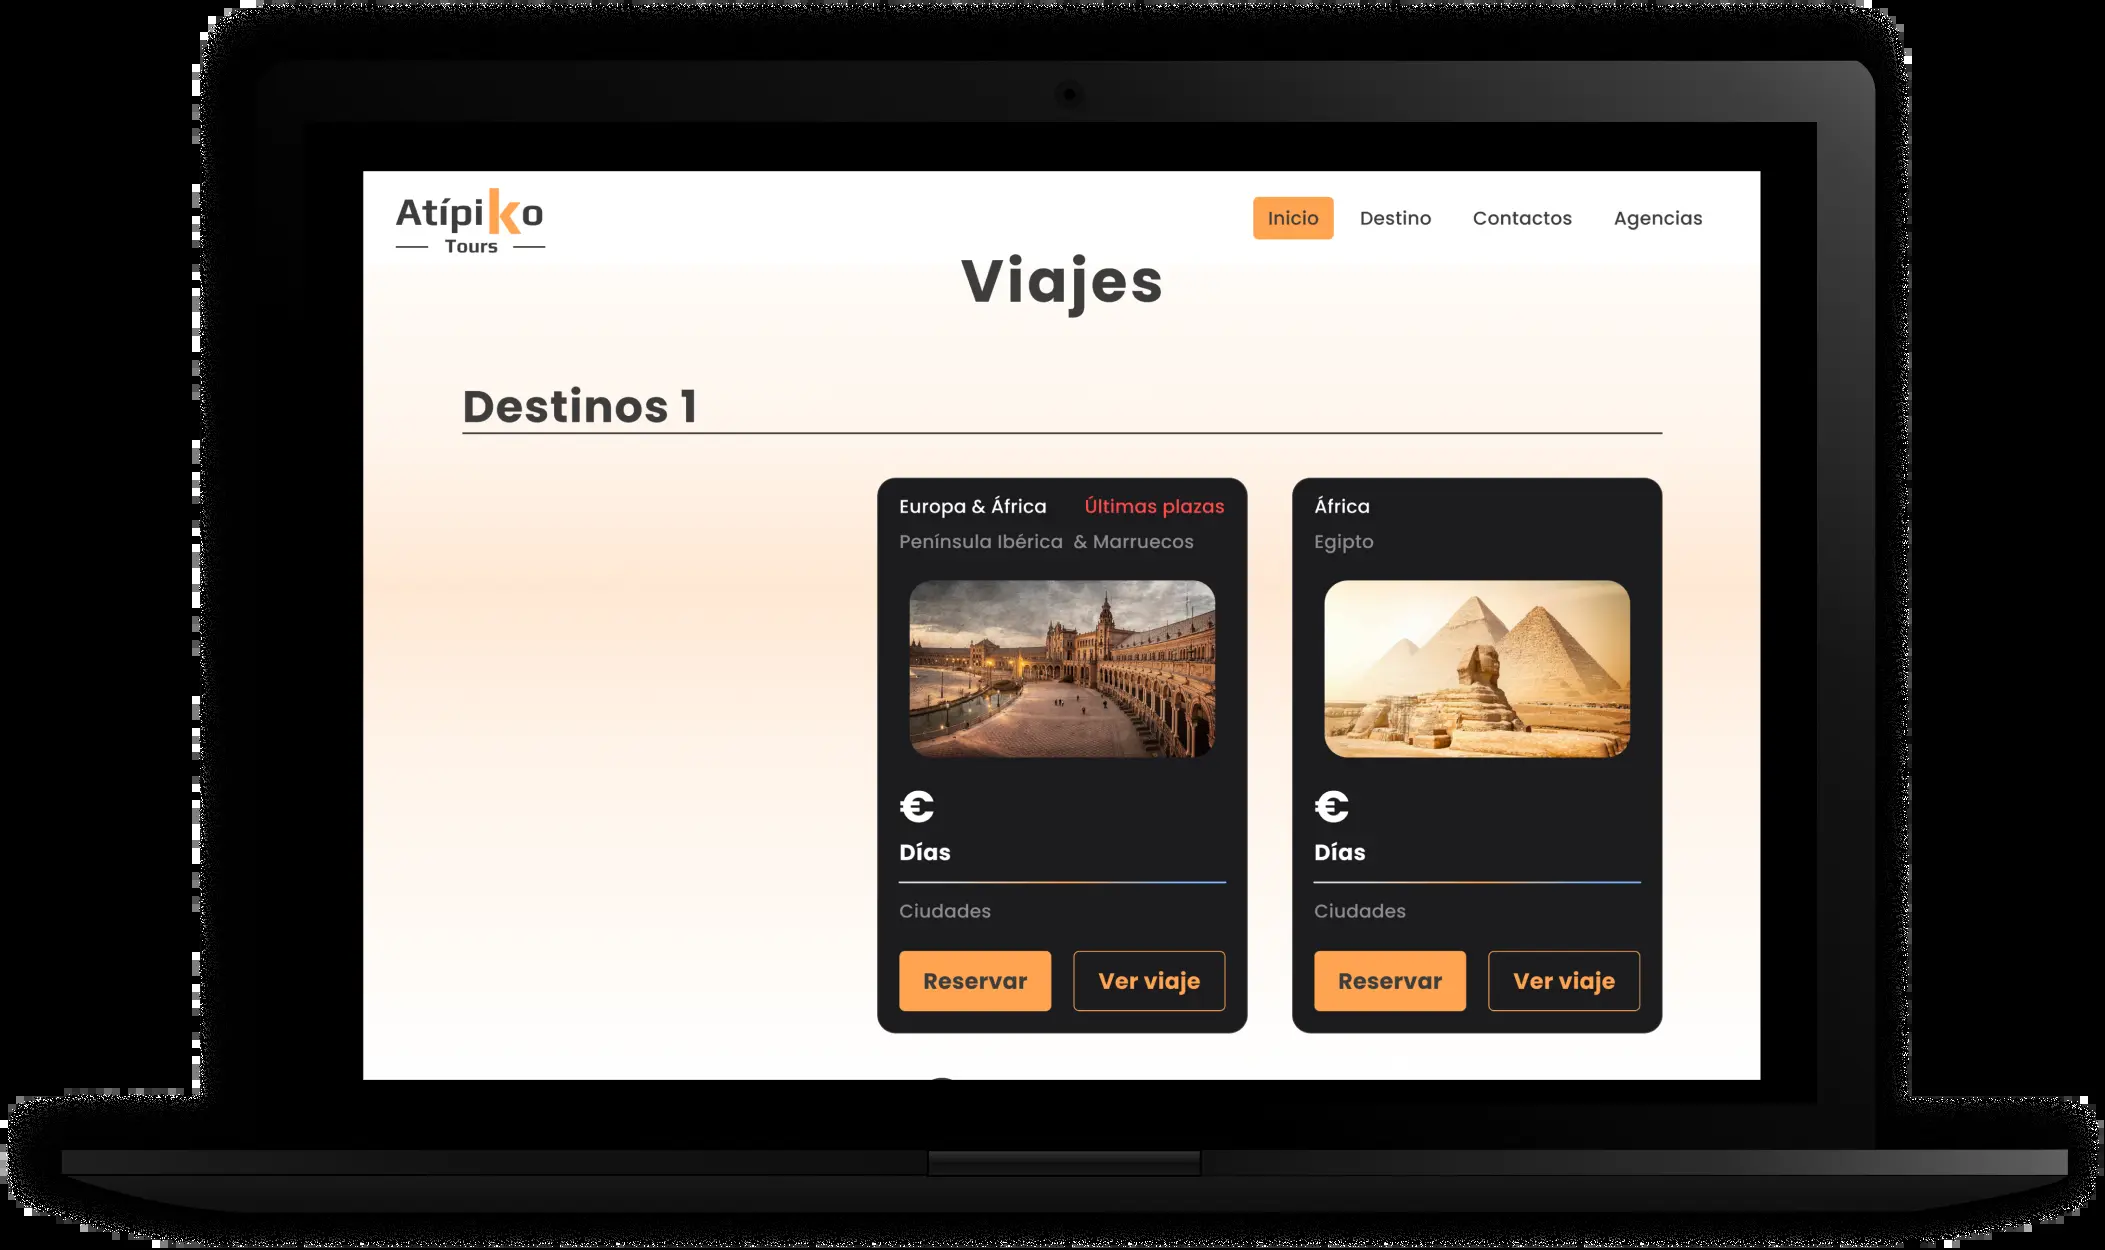 Atípiko
Tours
Inicio
Destino
Contactos
Agencias
Viajes
Destinos 1
Europa & África
Últimas plazas
Península Ibérica & Marruecos
€
Días
Ciudades
Reservar
Ver viaje
África
Egipto
€
Días
Ciudades
Reservar
Ver viaje